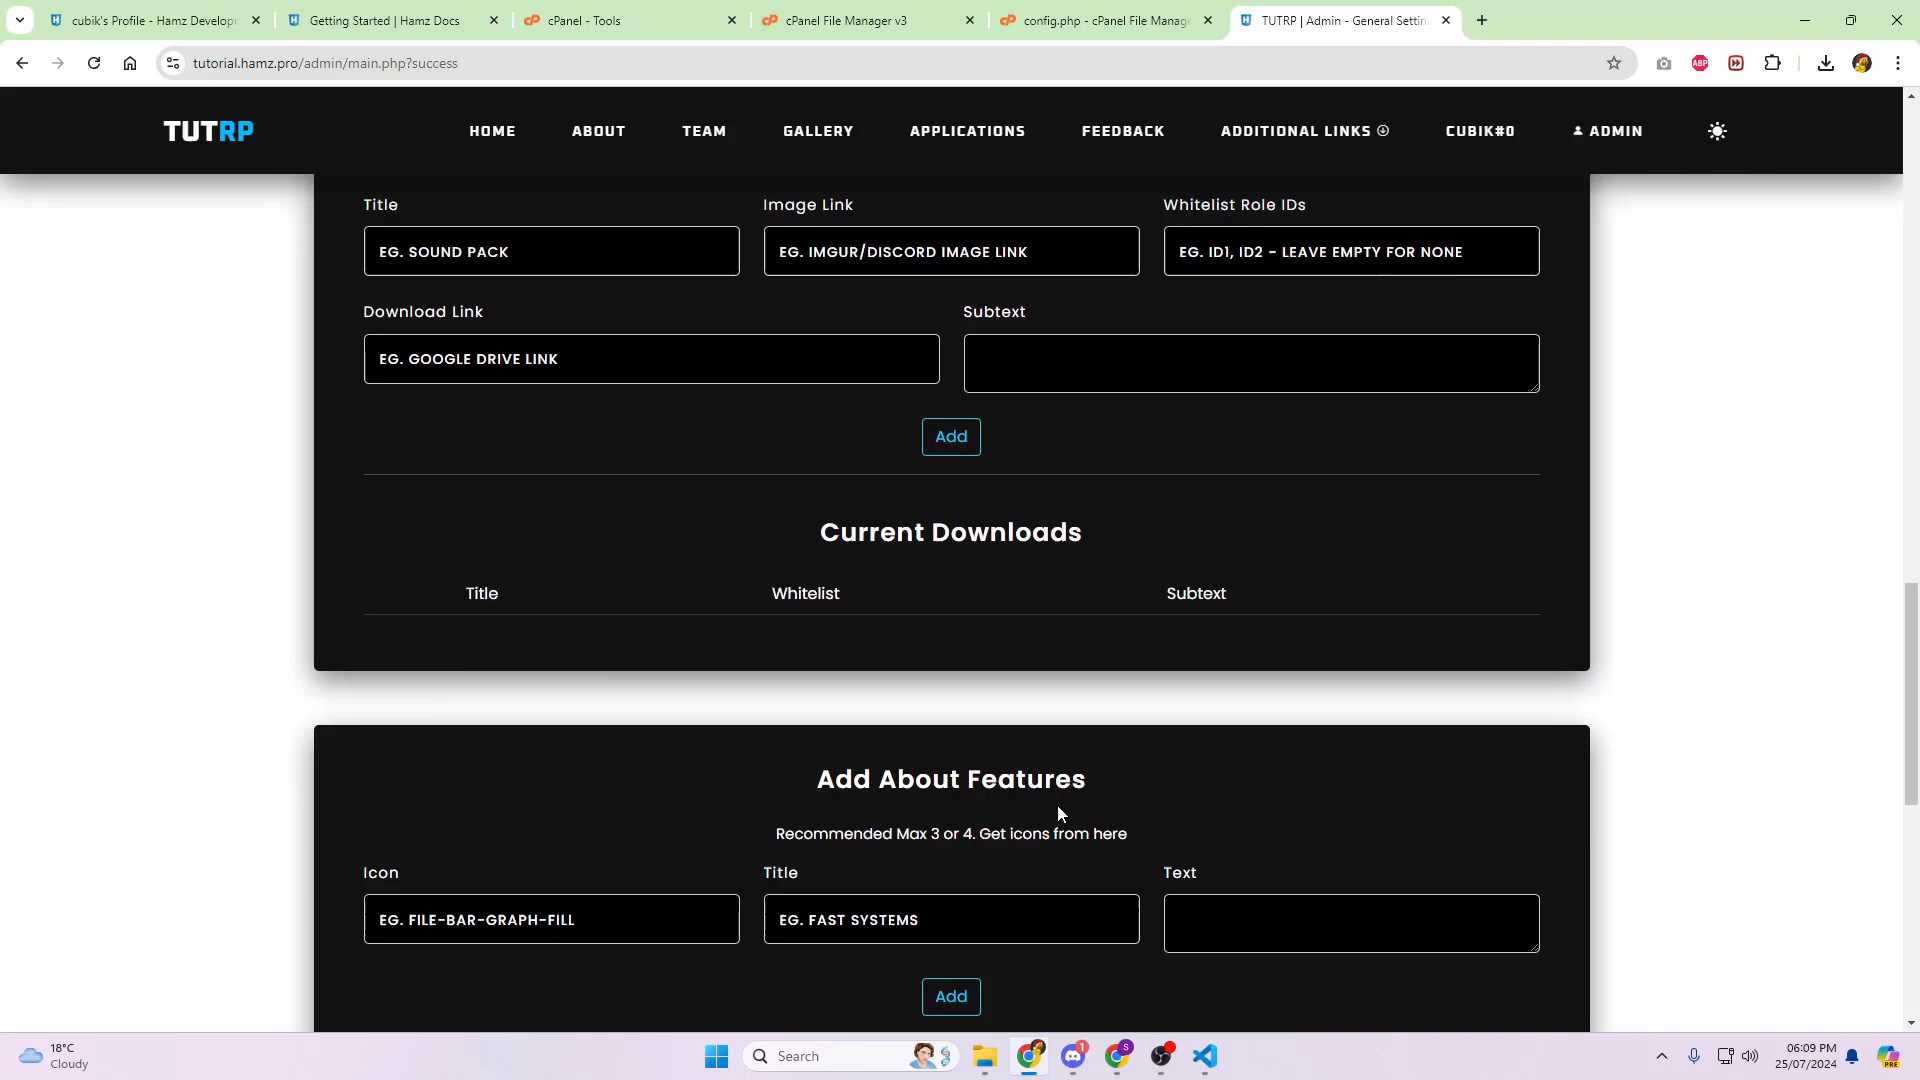 cubik's Profile - Hamz Developr
Getting Started | Hamz Docs
cPanel - Tools
cPanel File Manager v3
config.php - cPanel File Manage
TUTRP | Admin - General Settin
tutorial.hamz.pro/admin/main.php?success
ABP
TUTRP
HOME
ABOUT
TEAM
GALLERY
APPLICATIONS
FEEDBACK
ADDITIONAL LINKS
CUBIK#0
ADMIN
Title
Image Link
Whitelist Role IDs
EG. SOUND PACK
EG. IMGUR/DISCORD IMAGE LINK
EG. ID1, ID2 - LEAVE EMPTY FOR NONE
Download Link
Subtext
EG. GOOGLE DRIVE LINK
Add
Current Downloads
Title
Whitelist
Subtext
Add About Features
Recommended Max 3 or 4. Get icons from here
Icon
Title
Text
EG. FILE-BAR-GRAPH-FILL
EG. FAST SYSTEMS
Add
18°C
Cloudy
Search
1
S
06:09 PM
25/07/2024
PRE